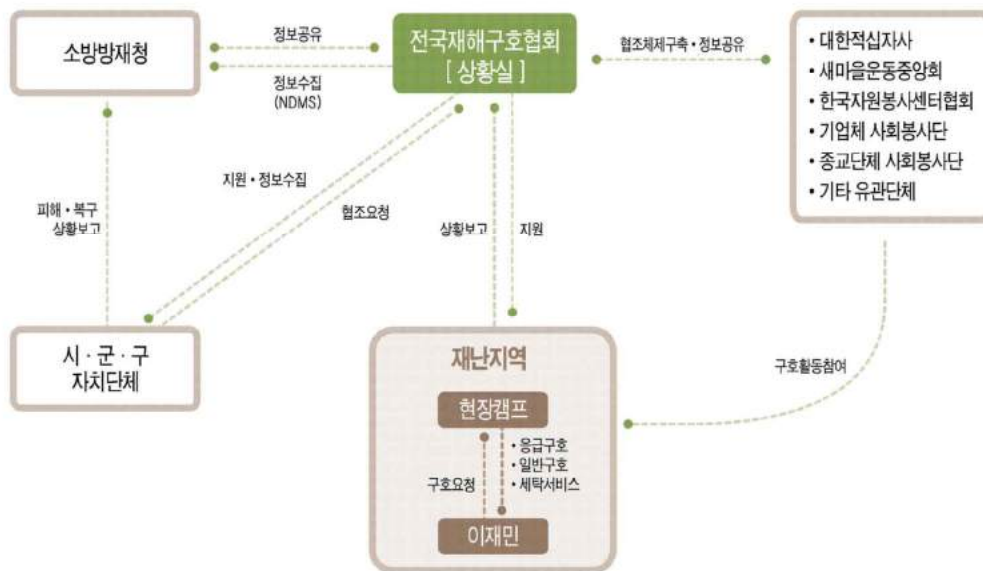 소방방재청
정보공유
정보수집
(NDMS)
전국재해구호협회
[ 상황실 ]
협조체제구축 • 정보공유
• 대한적십자사
• 새마을운동중앙회
• 한국자원봉사센터협회
• 기업체 사회봉사단
• 종교단체 사회봉사단
• 기타 유관단체
피해 • 복구
상황보고
지원 • 정보수집
협조요청
상황보고
지원
시 · 군 · 구
자치단체
재난지역
현장캠프
구호요청
• 응급구호
• 일반구호
• 세탁서비스
이재민
구호활동참여